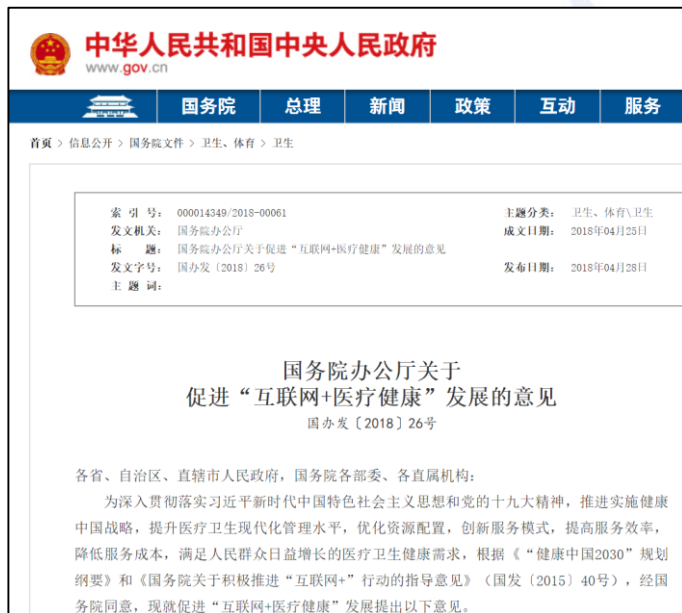 中华人民共和国中央人民政府
www.gov.cn
国务院 总理 新闻 政策 互动 服务
首页 > 信息公开 > 国务院文件 > 卫生、体育 > 卫生
索 引 号： 000014349/2018-00061 主题分类： 卫生、体育\卫生
发文机关： 国务院办公厅 成文日期： 2018年04月25日
标 题： 国务院办公厅关于促进“互联网+医疗健康”发展的意见
发文字号： 国办发〔2018〕26号 发布日期： 2018年04月28日
主 题 词：
国务院办公厅关于
促进“互联网+医疗健康”发展的意见
国办发〔2018〕26号
各省、自治区、直辖市人民政府，国务院各部委、各直属机构：
为深入贯彻落实习近平新时代中国特色社会主义思想和党的十九大精神，推进实施健康
中国战略，提升医疗卫生现代化管理水平，优化资源配置，创新服务模式，提高服务效率，
降低服务成本，满足人民群众日益增长的医疗卫生健康需求，根据《“健康中国2030”规划
纲要》和《国务院关于积极推进“互联网+”行动的指导意见》（国发〔2015〕40号），经国
务院同意，现就促进“互联网+医疗健康”发展提出以下意见。